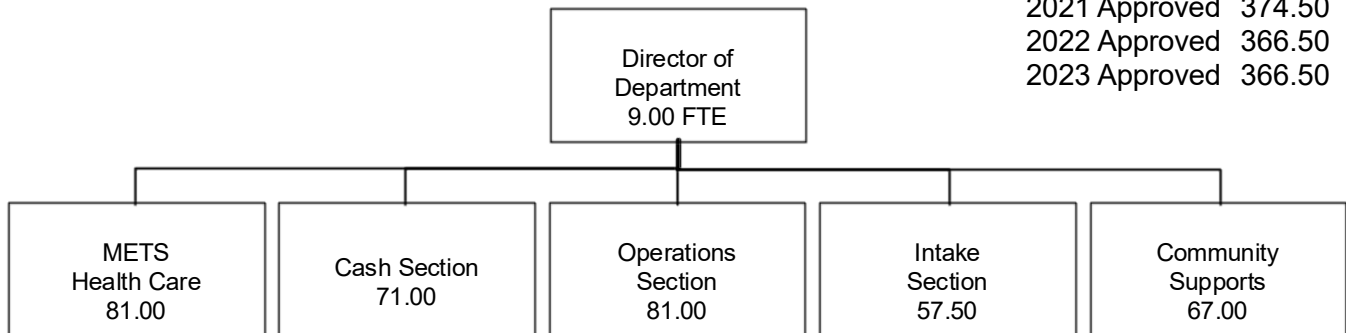 2021 Approved 374.50
2022 Approved 366.50
2023 Approved 366.50
Director of
Department
9.00 FTE
METS
Health Care
81.00
Cash Section
71.00
Operations
Section
81.00
Intake
Section
57.50
Community
Supports
67.00